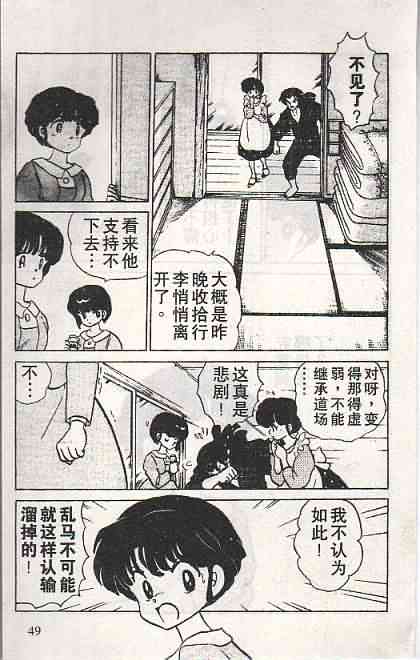 不见了？
大概是昨
晚收拾行
李悄悄离
开了。
看来他
支持不
下去…
对呀，变
得那得虚
弱，不能
继承道场
……
这真是
悲剧！
不…
我不认为
如此！
乱马不可能
就这样认输
溜掉的！
49